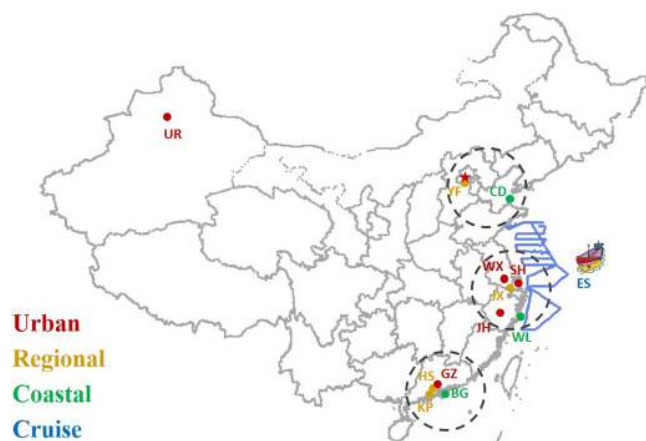 UR
YF
CD
WX
SH
ES
JX
JH
WL
Urban
Regional
HS
GZ
Coastal
KP
BG
Cruise